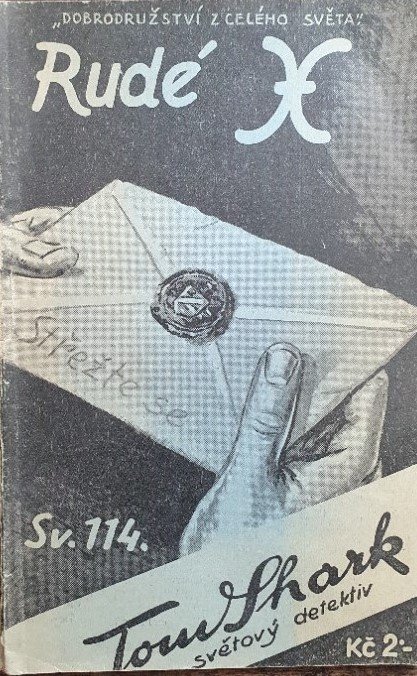 „DOBRODRUŽSTVÍ Z CELÉHO SVĚTA“
Rudé X
Střežte se
Sv. 114.
Tom Shark
světový detektiv
Kč 2·-